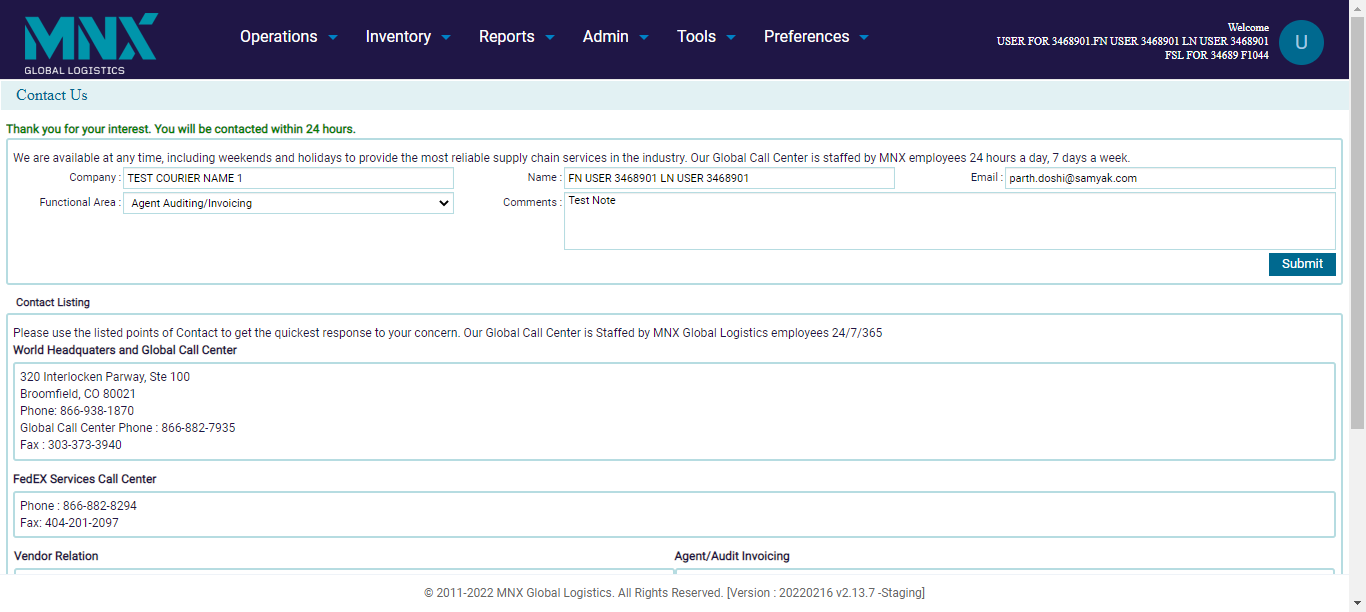 MNX
GLOBAL LOGISTICS
Operations
Inventory
Reports
Admin
Tools
Preferences
Welcome
USER FOR 3468901.FN USER 3468901 LN USER 3468901
FSL FOR 34689 F1044
U
Contact Us
Thank you for your interest. You will be contacted within 24 hours.
We are available at any time, including weekends and holidays to provide the most reliable supply chain services in the industry. Our Global Call Center is staffed by MNX employees 24 hours a day, 7 days a week.
Company : TEST COURIER NAME 1
Name : FN USER 3468901 LN USER 3468901
Email : parth.doshi@samyak.com
Functional Area : Agent Auditing/Invoicing
Comments : Test Note
Submit
Contact Listing
Please use the listed points of Contact to get the quickest response to your concern. Our Global Call Center is Staffed by MNX Global Logistics employees 24/7/365
World Headquaters and Global Call Center
320 Interlocken Parway, Ste 100
Broomfield, CO 80021
Phone: 866-938-1870
Global Call Center Phone : 866-882-7935
Fax : 303-373-3940
FedEX Services Call Center
Phone : 866-882-8294
Fax: 404-201-2097
Vendor Relation
Agent/Audit Invoicing
© 2011-2022 MNX Global Logistics. All Rights Reserved. [Version : 20220216 v2.13.7 -Staging]